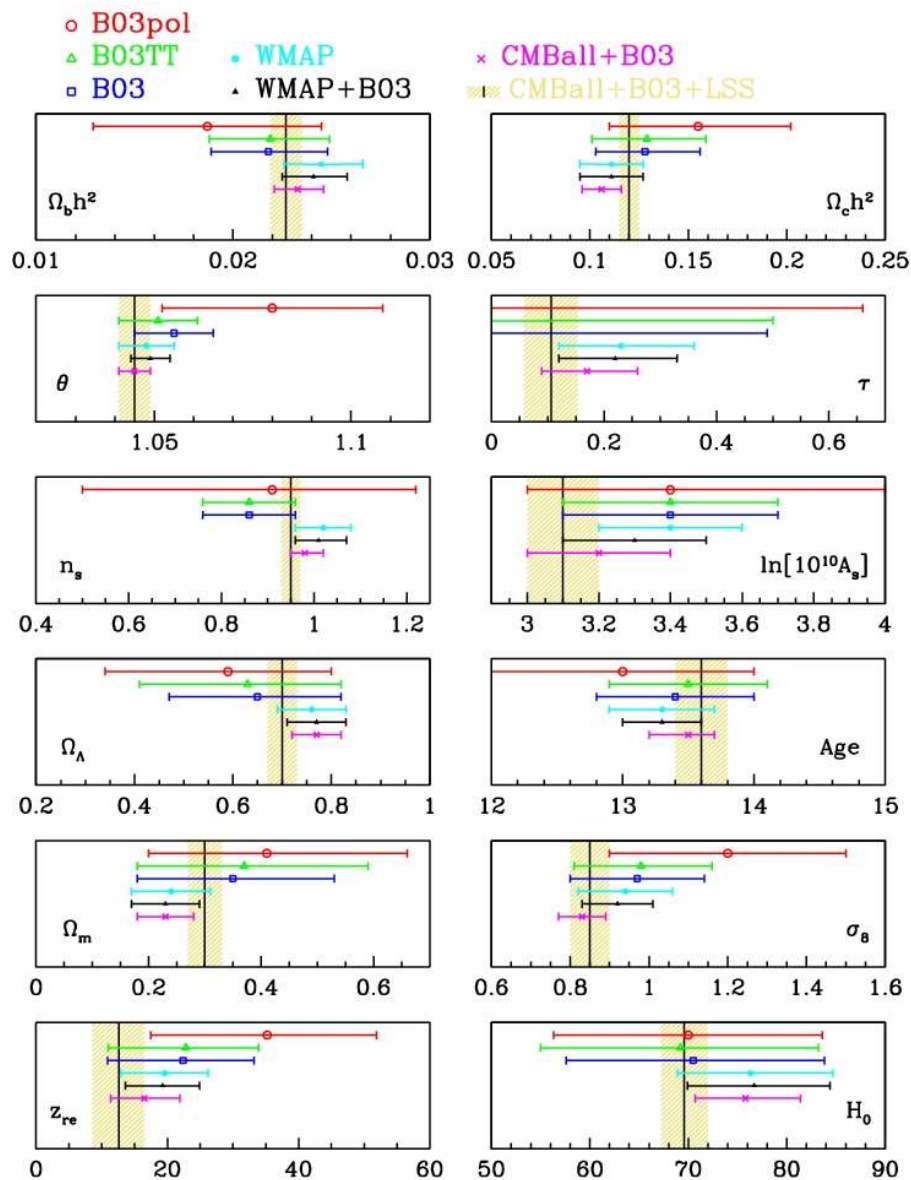 B03pol
B03TT WMAP CMBall+B03
B03 WMAP+B03 CMBall+B03+LSS
Ω_b h² Ω_c h²
0.01 0.02 0.03 0.05 0.1 0.15 0.2 0.25
θ τ
1.05 1.1 0 0.2 0.4 0.6
n_s ln[10¹⁰A_s]
0.4 0.6 0.8 1 1.2 3 3.2 3.4 3.6 3.8 4
Ω_Λ Age
0.2 0.4 0.6 0.8 1 12 13 14 15
Ω_m σ_8
0 0.2 0.4 0.6 0.6 0.8 1 1.2 1.4 1.6
z_re H_0
0 20 40 60 50 60 70 80 90